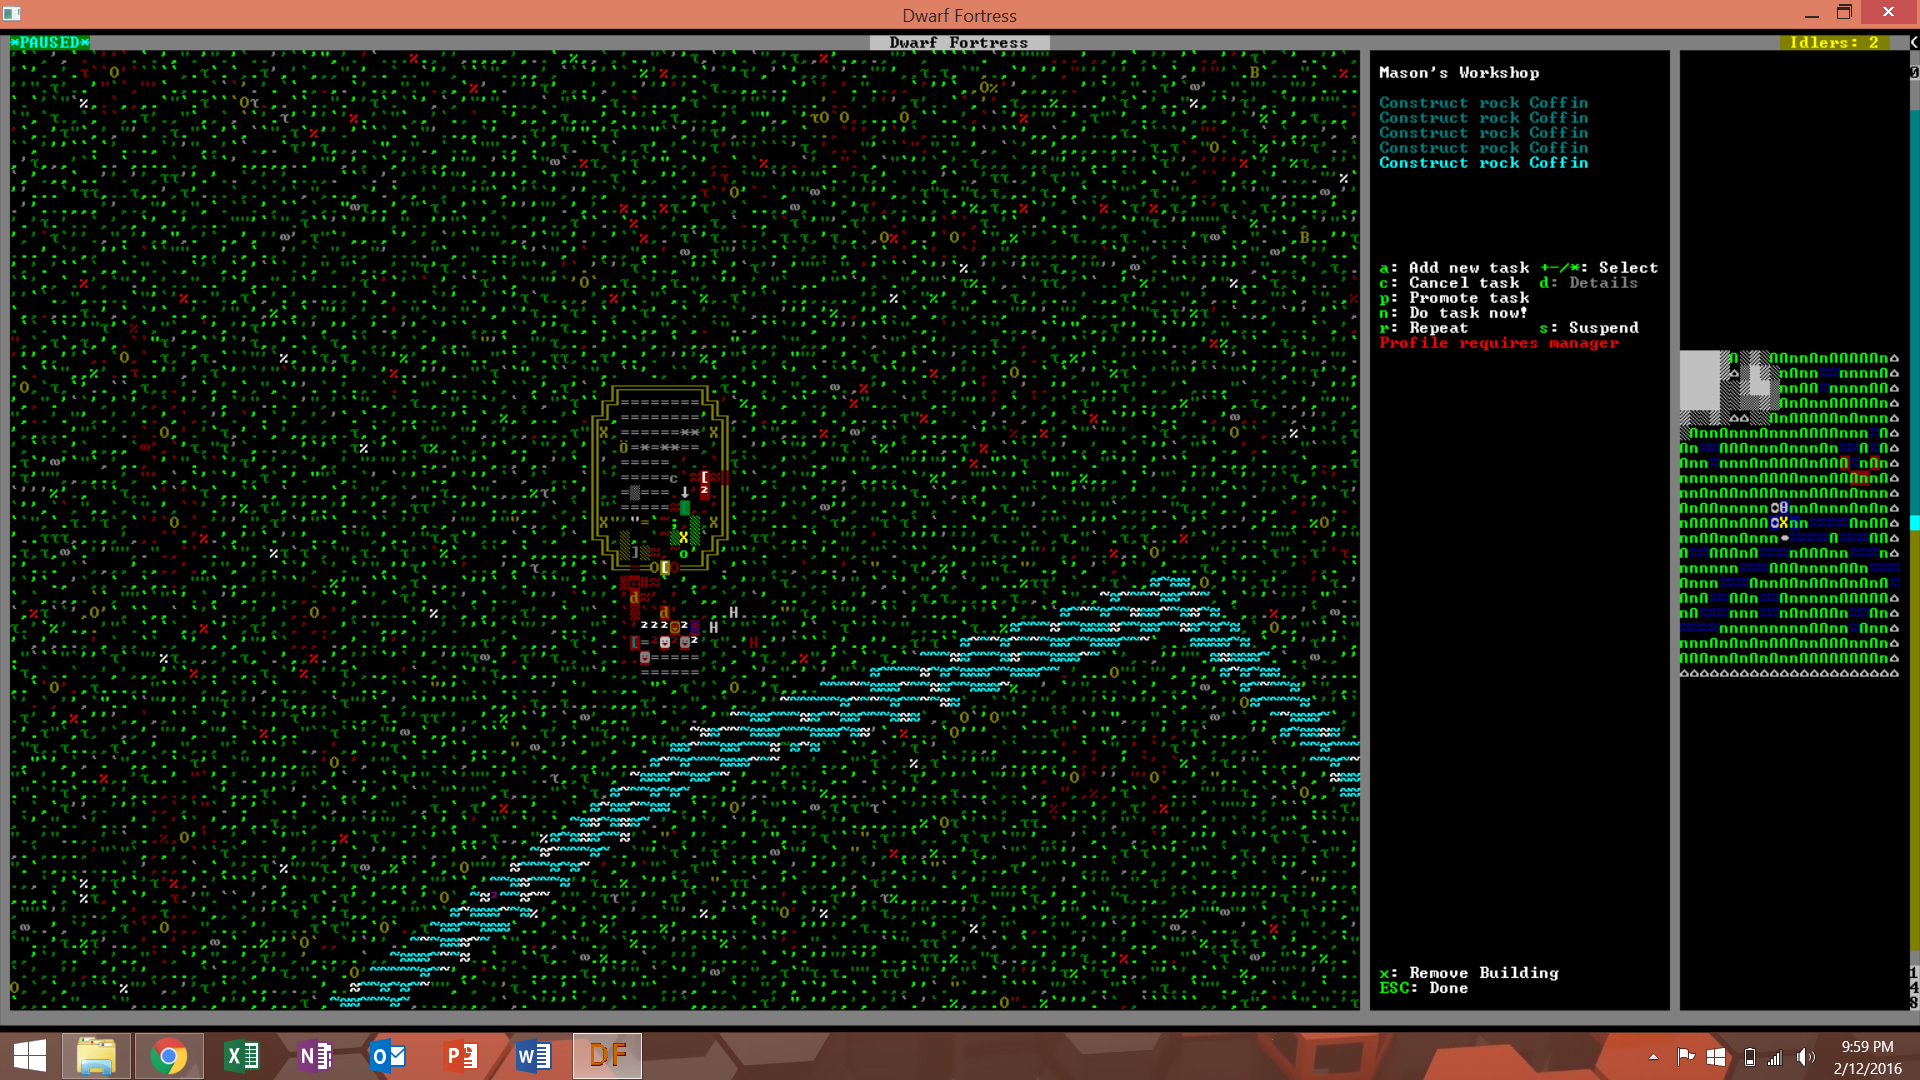 Dwarf Fortress
*PAUSED*
Dwarf Fortress
Idlers: 2
Mason's Workshop
Construct rock Coffin
Construct rock Coffin
Construct rock Coffin
Construct rock Coffin
Construct rock Coffin
a: Add new task +-/*: Select
c: Cancel task d: Details
p: Promote task
n: Do task now!
r: Repeat s: Suspend
Profile requires manager
x: Remove Building
ESC: Done
DF
9:59 PM
2/12/2016